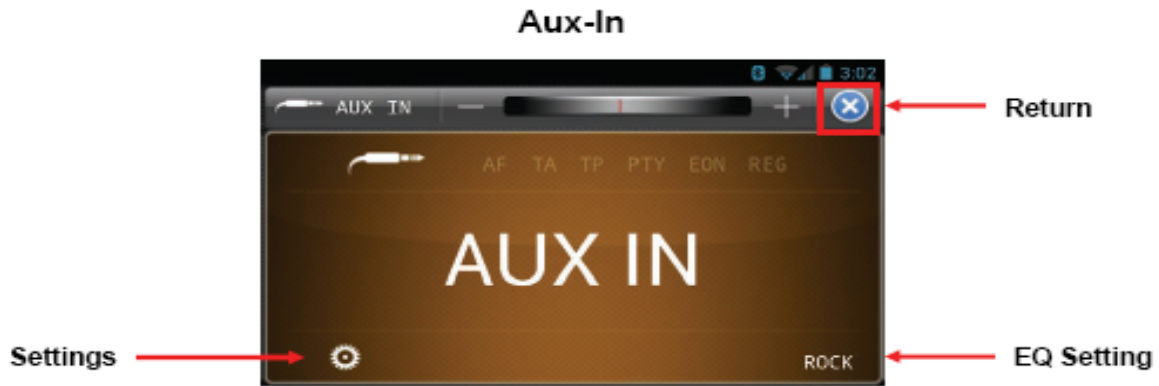 Aux-In
3:02
AUX IN
Return
AF TA TP PTY EON REG
AUX IN
Settings
ROCK
EQ Setting